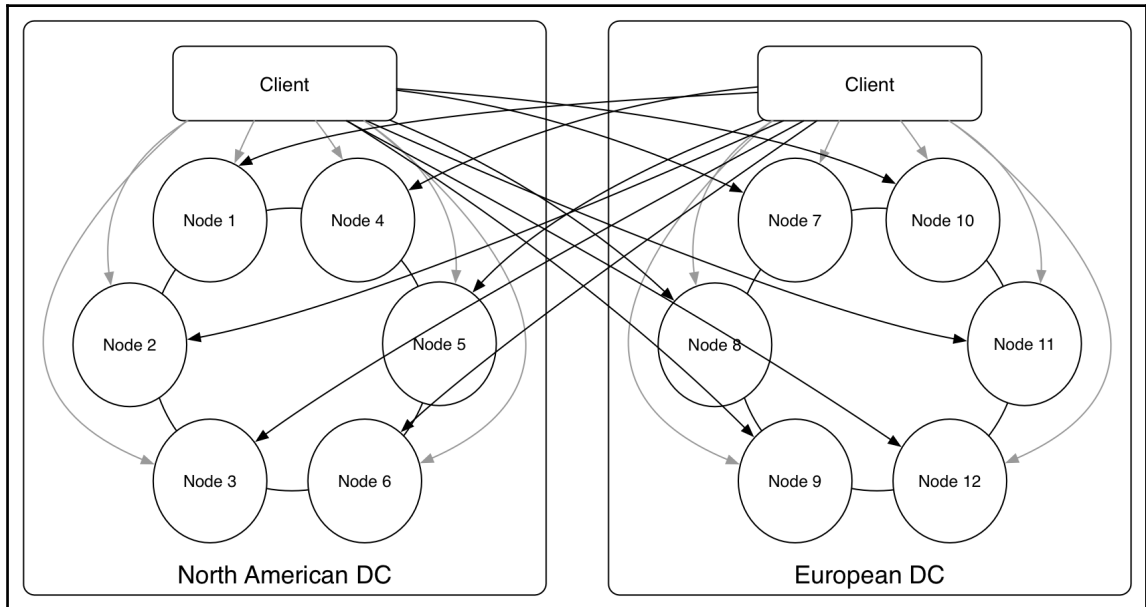 Client
Client
Node 1
Node 4
Node 7
Node 10
Node 2
Node 5
Node 8
Node 11
Node 3
Node 6
Node 9
Node 12
North American DC
European DC